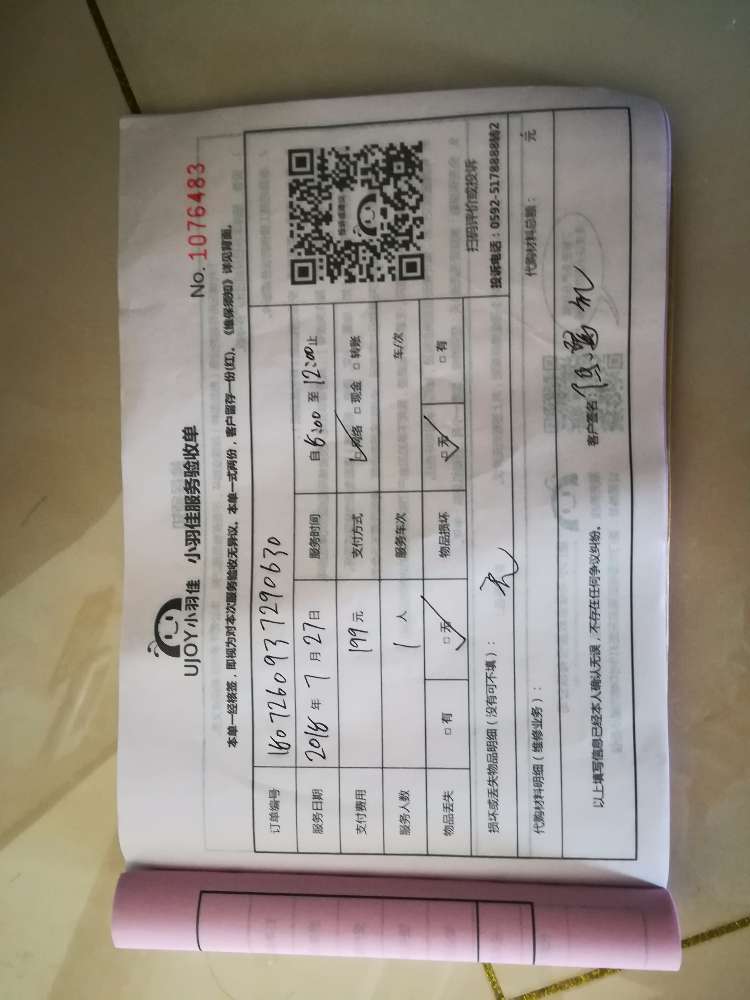 No. 1076483
UJOY小羽佳 小羽佳服务验收单
本单一经核签，即视为对本次服务验收无异议。本单一式两份，客户留存一份(红)。《维保须知》详见背面。
订单编号 1807260937290630
服务日期 2018年7月27日 服务时间 自8:00至12:00止
支付费用 199元 支付方式 □网络 □现金 □转账
服务人数 1人 服务车次 车/次
物品丢失 □有 □无 物品损坏 □无 □有
扫码评价或投诉
投诉电话：0592-5178888转2
损坏或丢失物品明细（没有可不填）： 无
代购材料明细（维修业务）： 代购材料总额： 元
以上填写信息已经本人确认无误，不存在任何争议纠纷。 客户签名：